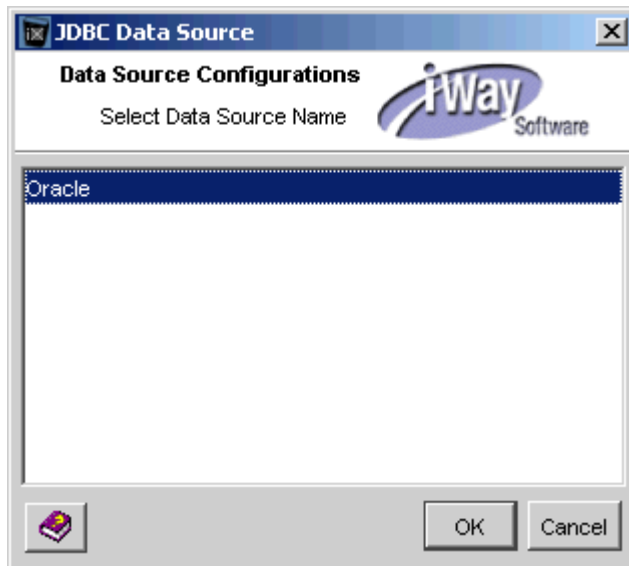 JDBC Data Source
Data Source Configurations
Select Data Source Name
iWay
Software
Oracle
OK
Cancel